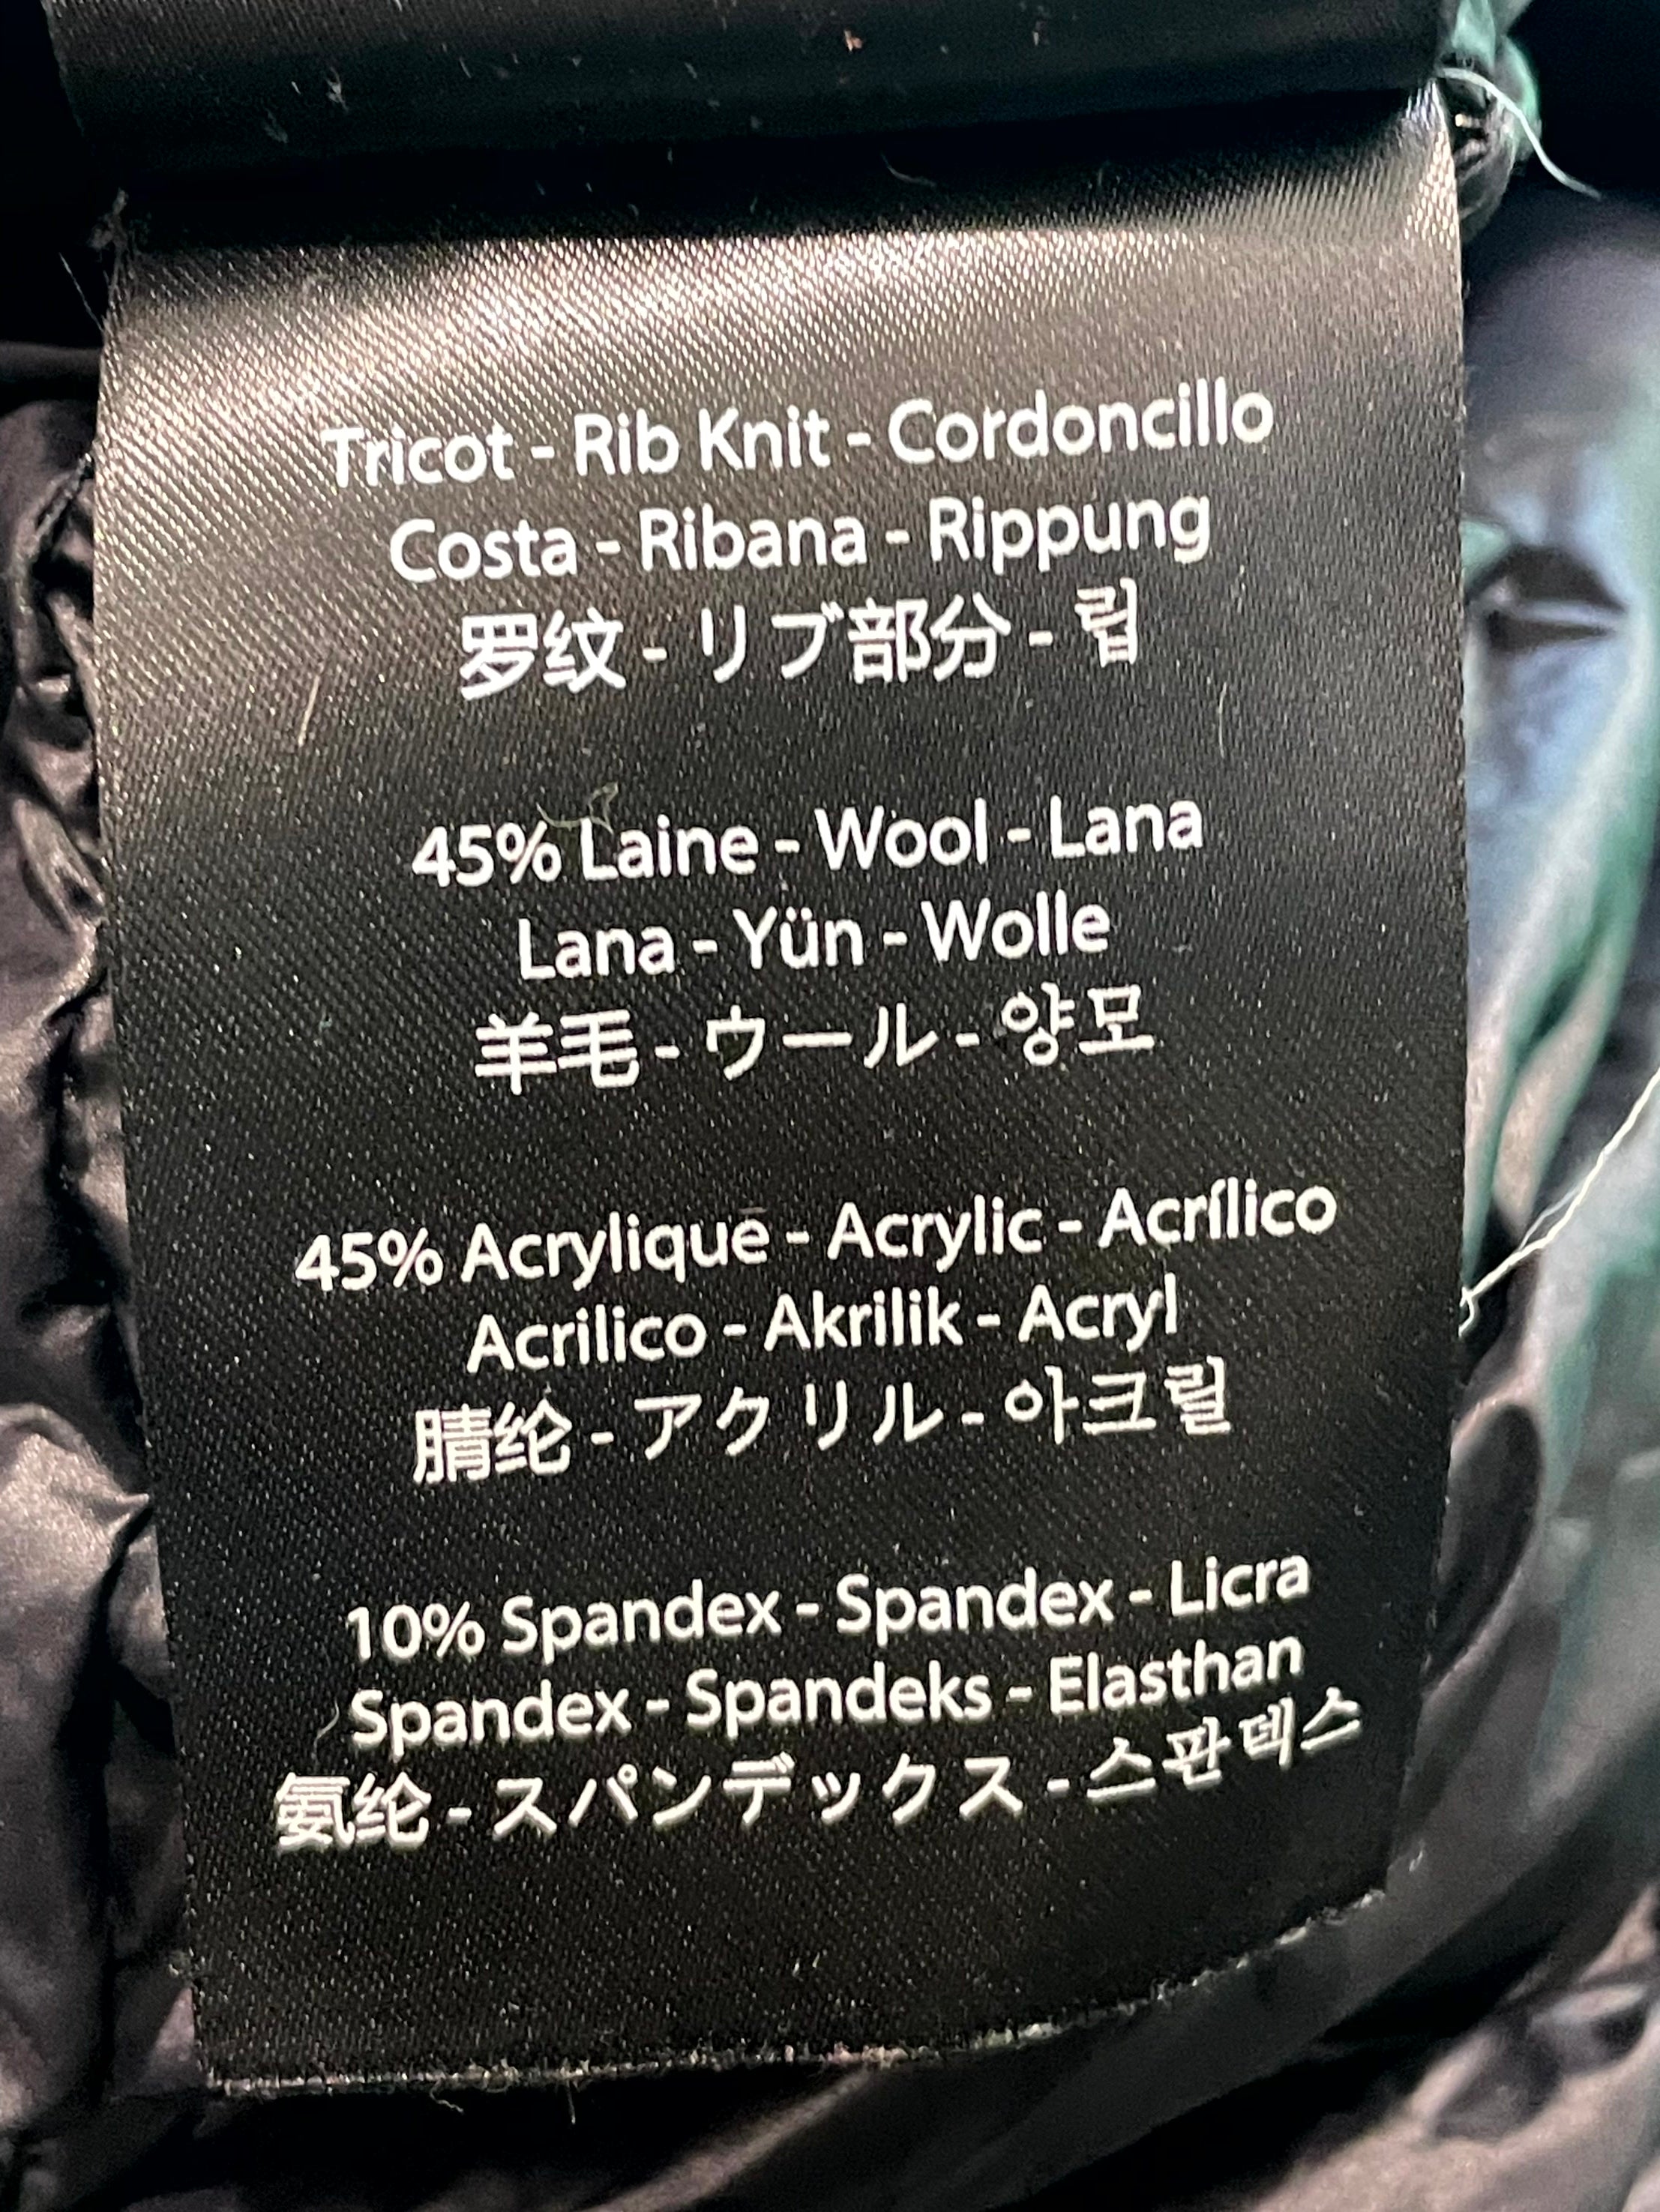 Tricot - Rib Knit - Cordoncillo
Costa - Ribana - Rippung
罗纹 - リブ部分 - 립
45% Laine - Wool - Lana
Lana - Yün - Wolle
羊毛 - ウール - 양모
45% Acrylique - Acrylic - Acrílico
Acrilico - Akrilik - Acryl
腈纶 - アクリル - 아크릴
10% Spandex - Spandex - Licra
Spandex - Spandeks - Elasthan
氨纶 - スパンデックス - 스판덱스